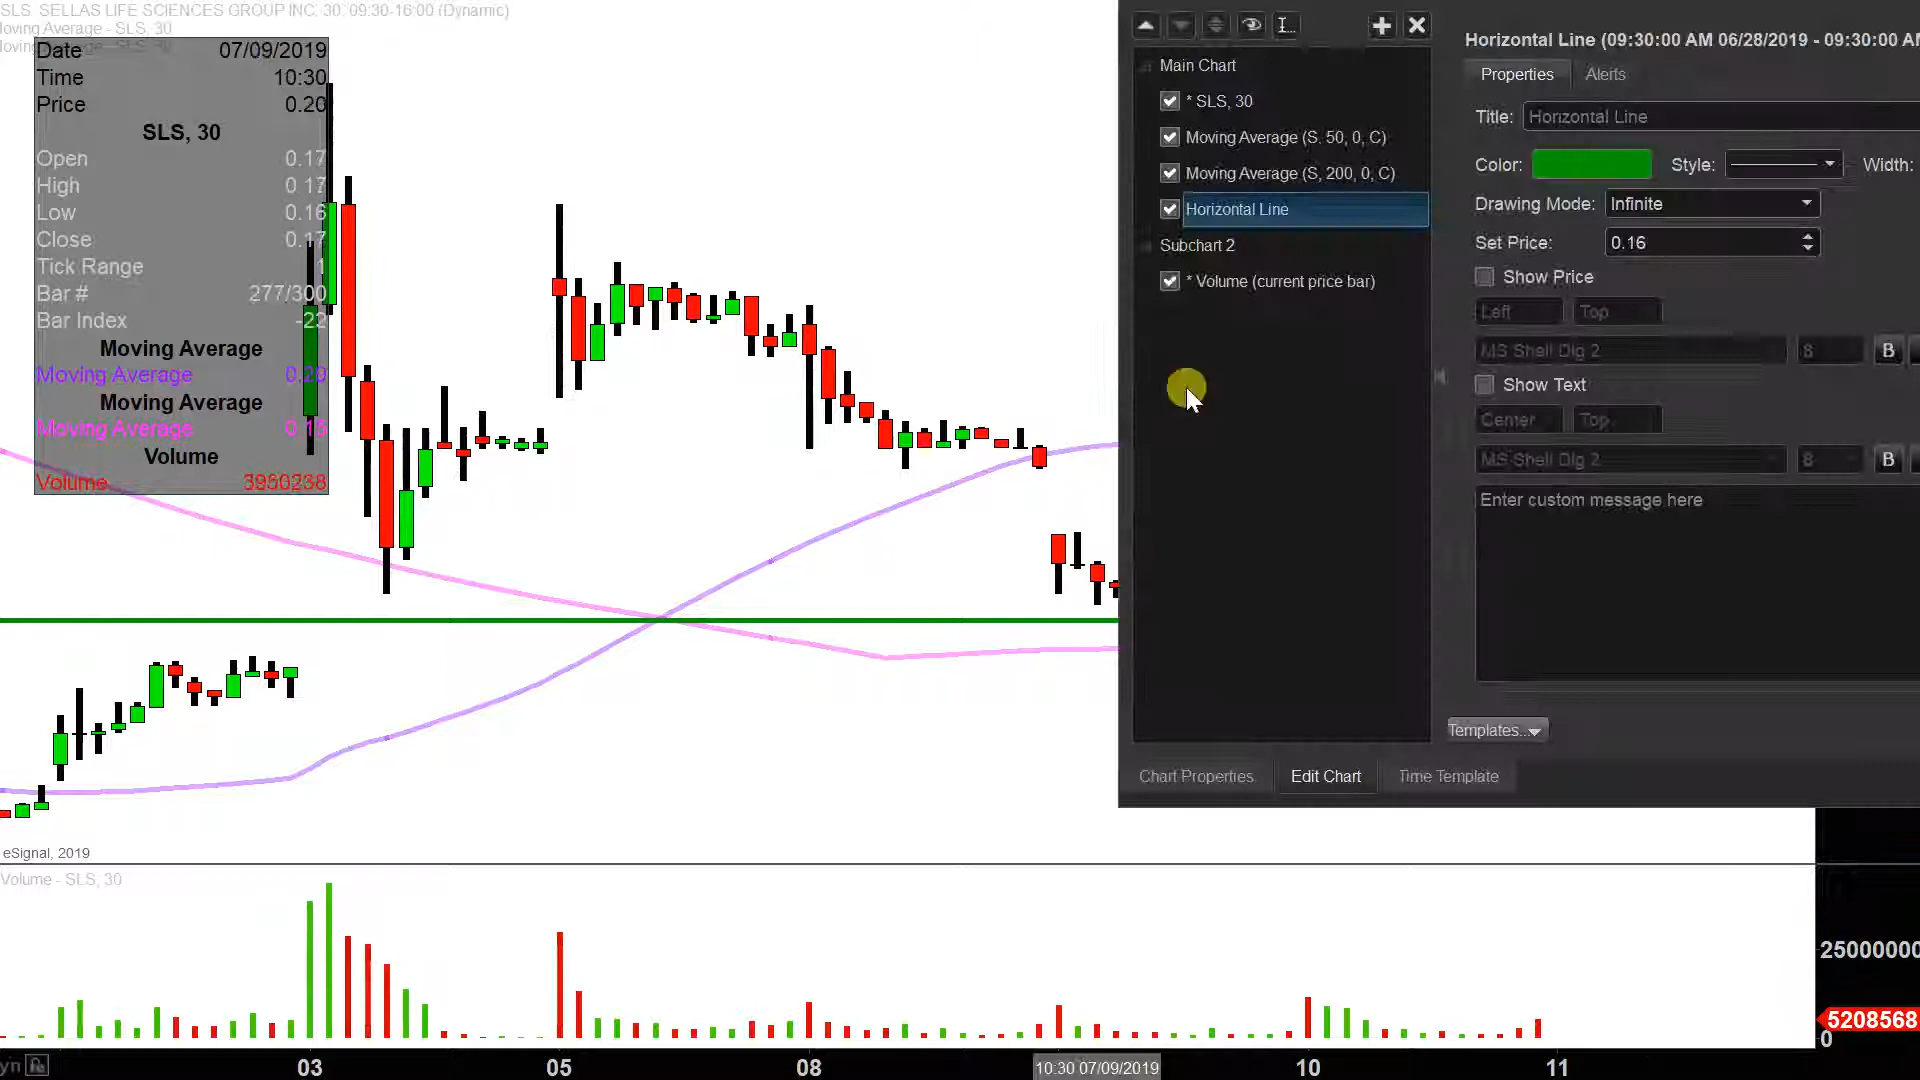 SLS, SELLAS LIFE SCIENCES GROUP INC, 30: 09:30-16:00 (Dynamic)
Moving Average - SLS, 30
Date 07/09/2019
Time 10:30
Price 0.20
SLS, 30
Open 0.17
High 0.17
Low 0.16
Close 0.17
Tick Range 1
Bar # 277/300
Bar Index -22
Moving Average
Moving Average 0.20
Moving Average
Moving Average 0.15
Volume
Volume
Main Chart
* SLS, 30
Moving Average (S, 50, 0, C)
Moving Average (S, 200, 0, C)
Horizontal Line
Subchart 2
* Volume (current price bar)
Horizontal Line (09:30:00 AM 06/28/2019 - 09:30:00 AM
Properties Alerts
Title: Horizontal Line
Color: Style: Width:
Drawing Mode: Infinite
Set Price: 0.16
Show Price
Left Top
MS Shell Dlg 2 8 B
Show Text
Center Top
MS Shell Dlg 2 8 B
Enter custom message here
Templates...
Chart Properties Edit Chart Time Template
eSignal, 2019
Volume - SLS, 30
25000000
5208568
0
yn 03 05 08 10:30 07/09/2019 10 11